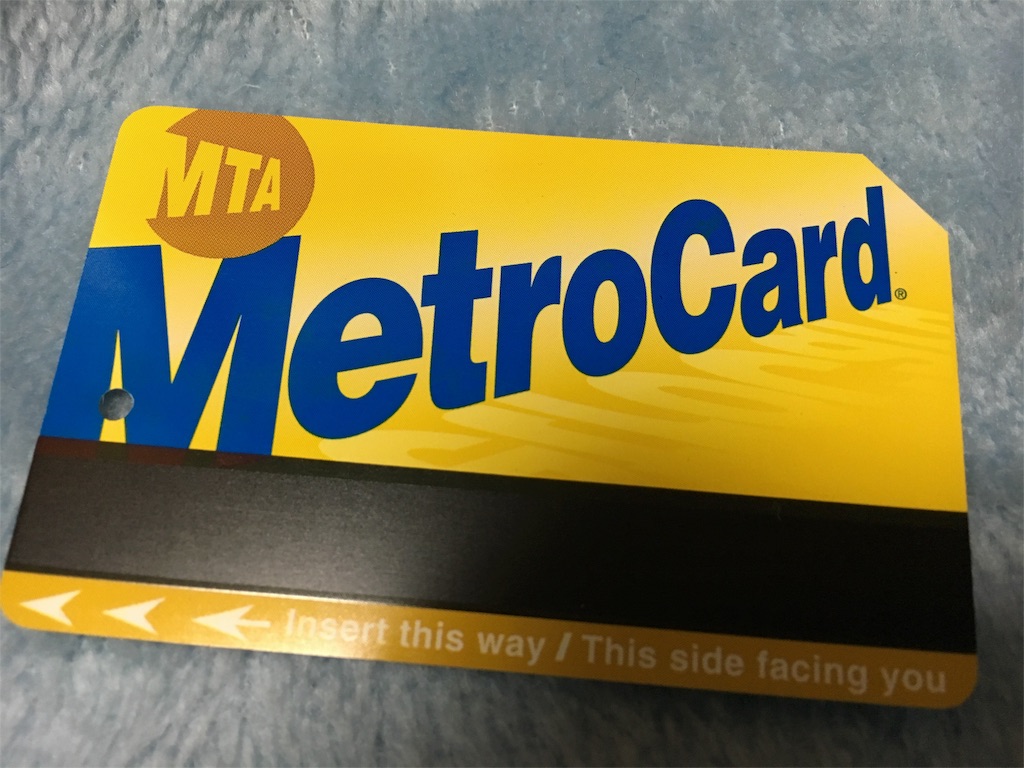 MTA
MetroCard®
Insert this way / This side facing you